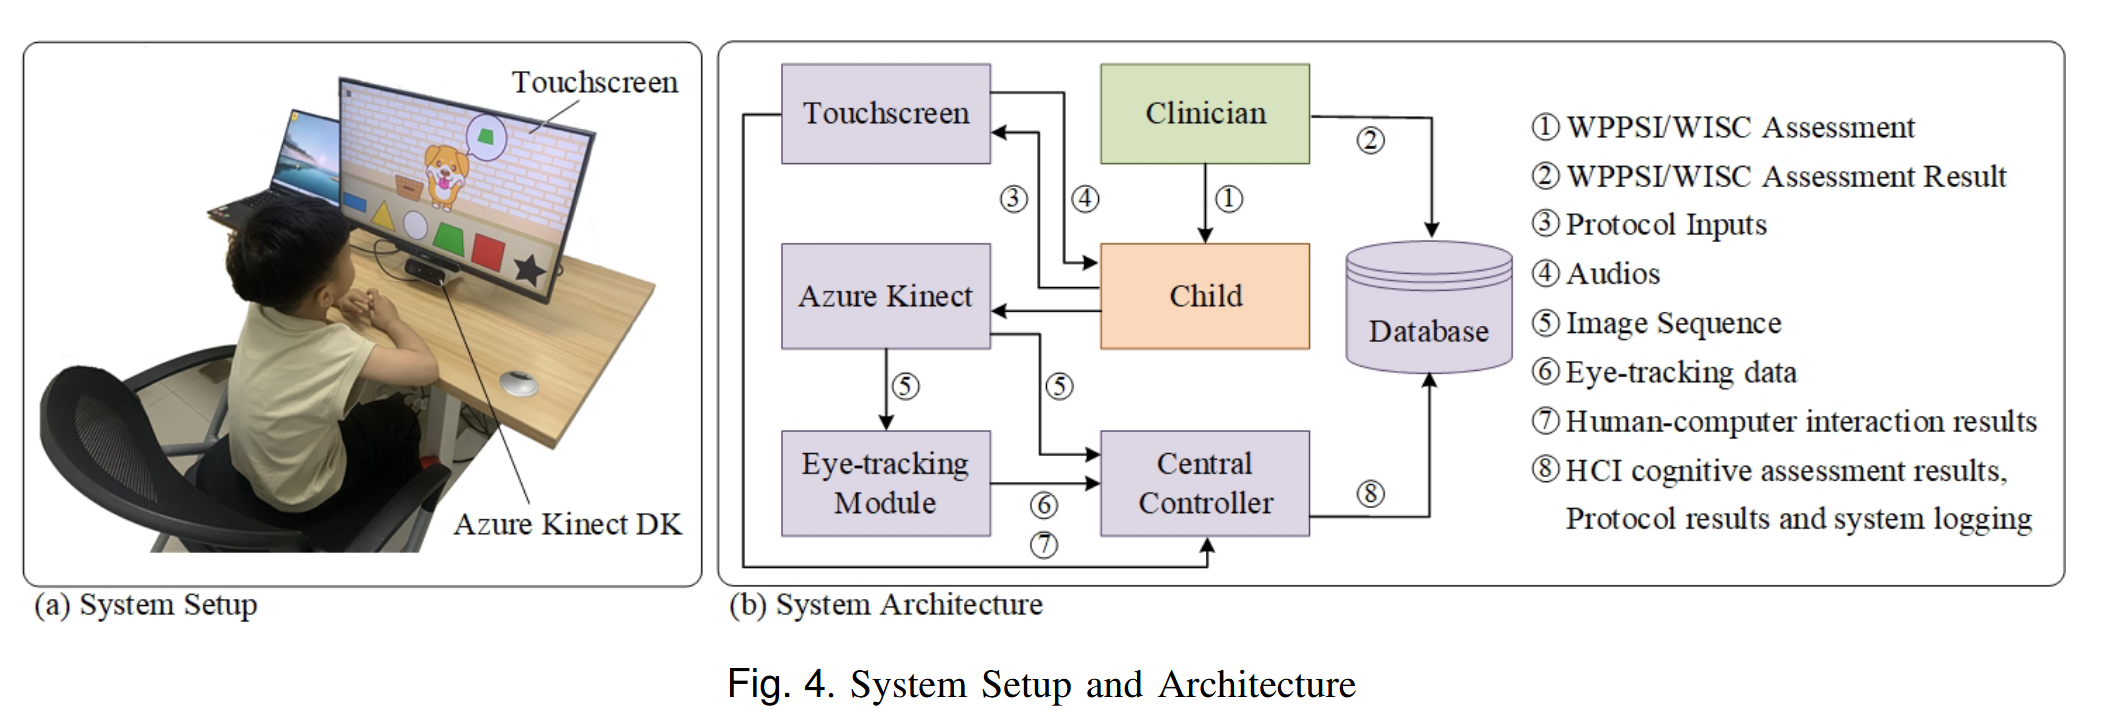 Touchscreen
Azure Kinect DK
(a) System Setup
Touchscreen
Clinician
②
③
④
①
Azure Kinect
Child
Database
⑤
⑤
Eye-tracking
Module
Central
Controller
⑥
⑦
⑧
① WPPSI/WISC Assessment
② WPPSI/WISC Assessment Result
③ Protocol Inputs
④ Audios
⑤ Image Sequence
⑥ Eye-tracking data
⑦ Human-computer interaction results
⑧ HCI cognitive assessment results,
Protocol results and system logging
(b) System Architecture
Fig. 4. System Setup and Architecture